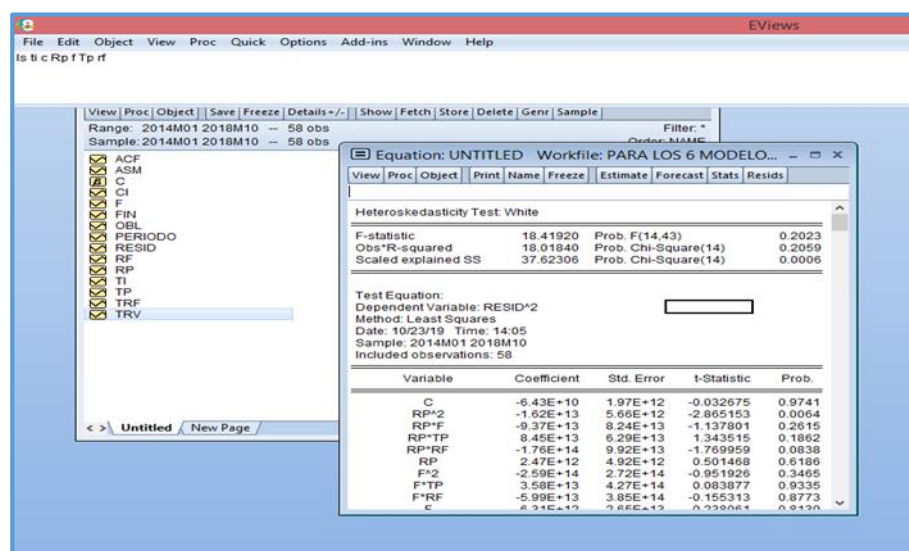 EViews
File Edit Object View Proc Quick Options Add-ins Window Help
ls ti c Rp f Tp rf
View Proc Object Save Freeze Details+/- Show Fetch Store Delete Genr Sample
Range: 2014M01 2018M10 -- 58 obs Filter: *
Sample: 2014M01 2018M10 -- 58 obs Order: NAME
ACF
ASM
C
CI
F
FIN
OBL
PERIODO
RESID
RF
RP
TI
TP
TRF
TRV
< > Untitled New Page
Equation: UNTITLED Workfile: PARA LOS 6 MODELO...
View Proc Object Print Name Freeze Estimate Forecast Stats Resids
Heteroskedasticity Test: White
F-statistic 18.41920 Prob. F(14,43) 0.2023
Obs*R-squared 18.01840 Prob. Chi-Square(14) 0.2059
Scaled explained SS 37.62306 Prob. Chi-Square(14) 0.0006
Test Equation:
Dependent Variable: RESID^2
Method: Least Squares
Date: 10/23/19 Time: 14:05
Sample: 2014M01 2018M10
Included observations: 58
Variable Coefficient Std. Error t-Statistic Prob.
C -6.43E+10 1.97E+12 -0.032675 0.9741
RP^2 -1.62E+13 5.66E+12 -2.865153 0.0064
RP*F -9.37E+13 8.24E+13 -1.137801 0.2615
RP*TP 8.45E+13 6.29E+13 1.343515 0.1862
RP*RF -1.76E+14 9.92E+13 -1.769959 0.0838
RP 2.47E+12 4.92E+12 0.501468 0.6186
F^2 -2.59E+14 2.72E+14 -0.951926 0.3465
F*TP 3.58E+13 4.27E+14 0.083877 0.9335
F*RF -5.99E+13 3.85E+14 -0.155313 0.8773
F 6.31E+12 2.65E+13 0.238061 0.8130